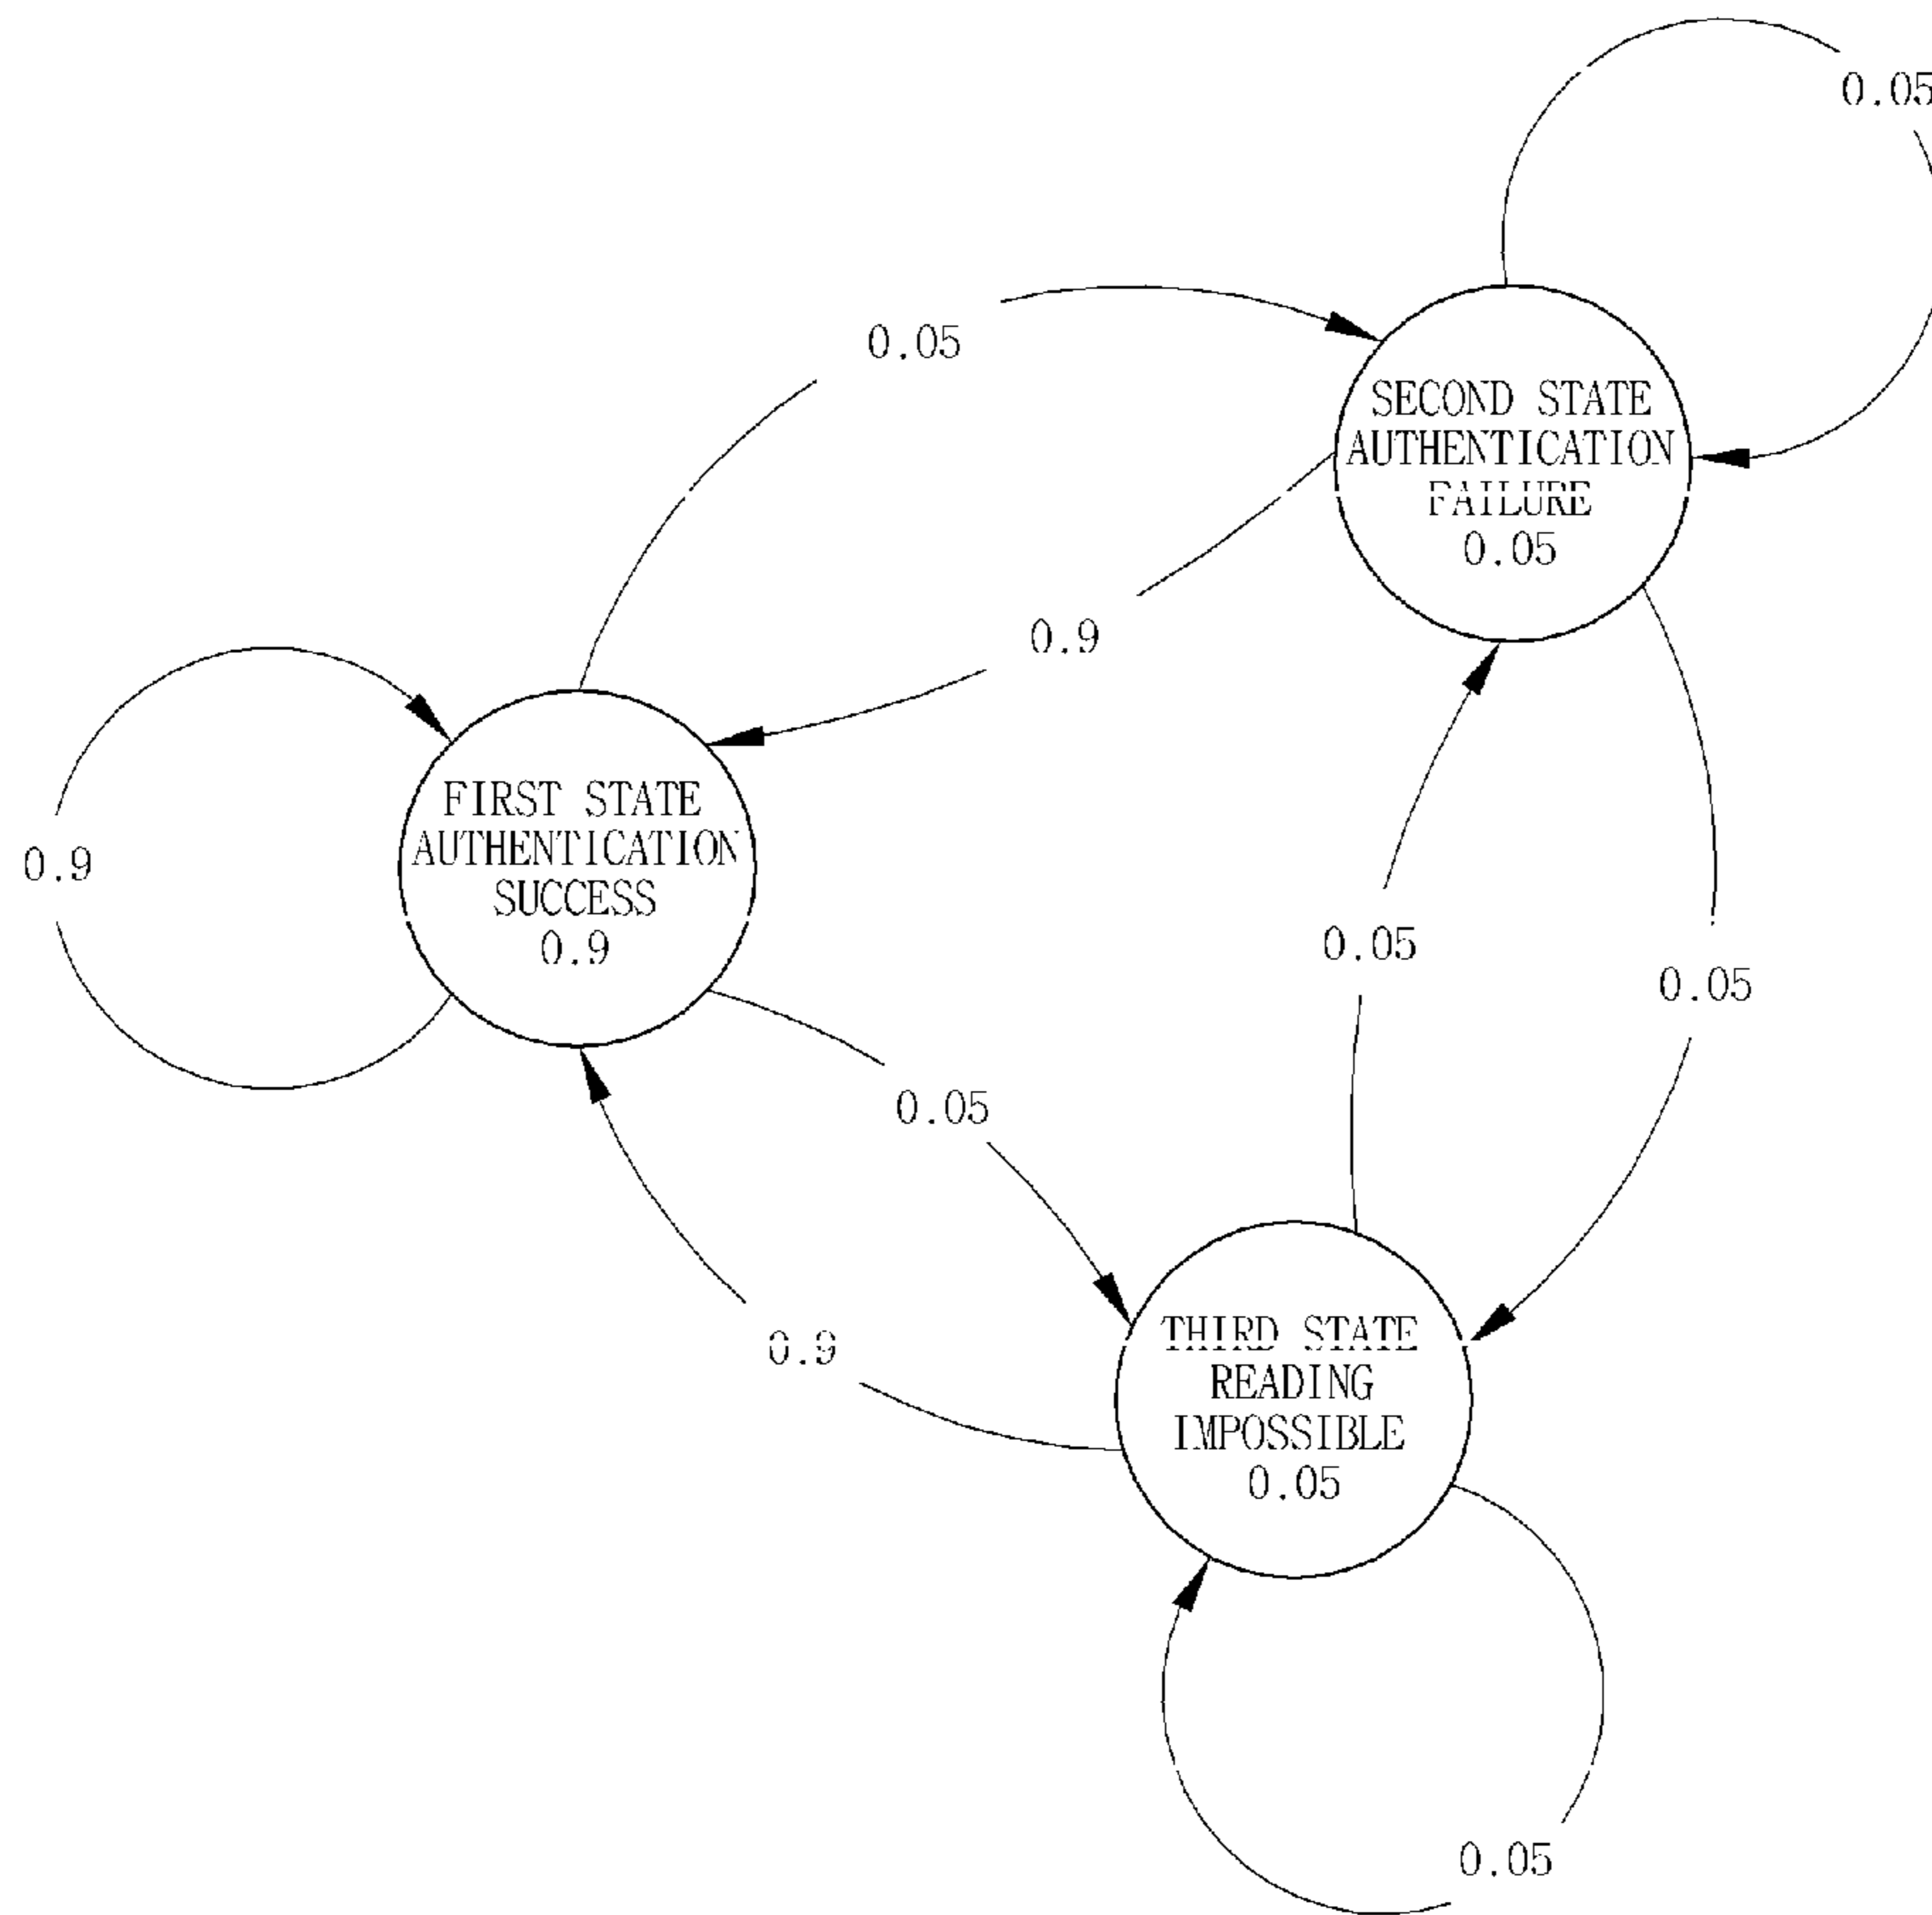 0.05
0.05
SECOND STATE
AUTHENTICATION
FAILURE
0.05
0.9
FIRST STATE
AUTHENTICATION
SUCCESS
0.9
0.9
0.05
0.05
0.05
0.9
THIRD STATE
READING
IMPOSSIBLE
0.05
0.05